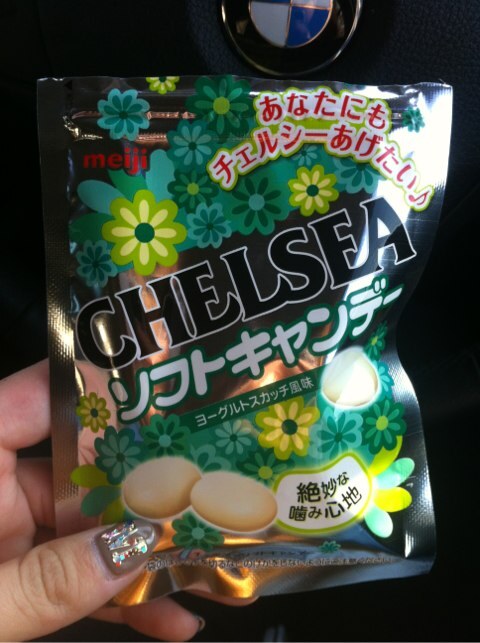 meiji
あなたにも
チェルシーあげたい♪
CHELSEA
ソフトキャンデー
ヨーグルトスカッチ風味
絶妙な
噛み心地